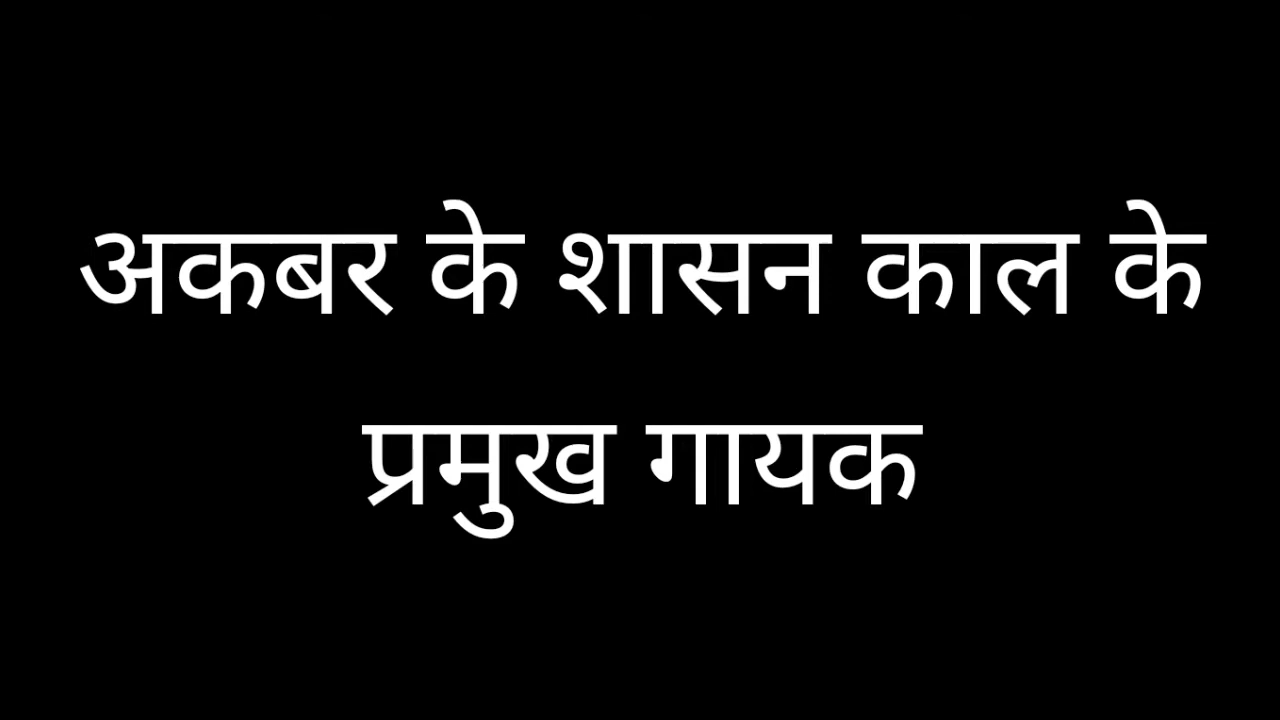 अकबर के शासन काल के
प्रमुख गायक